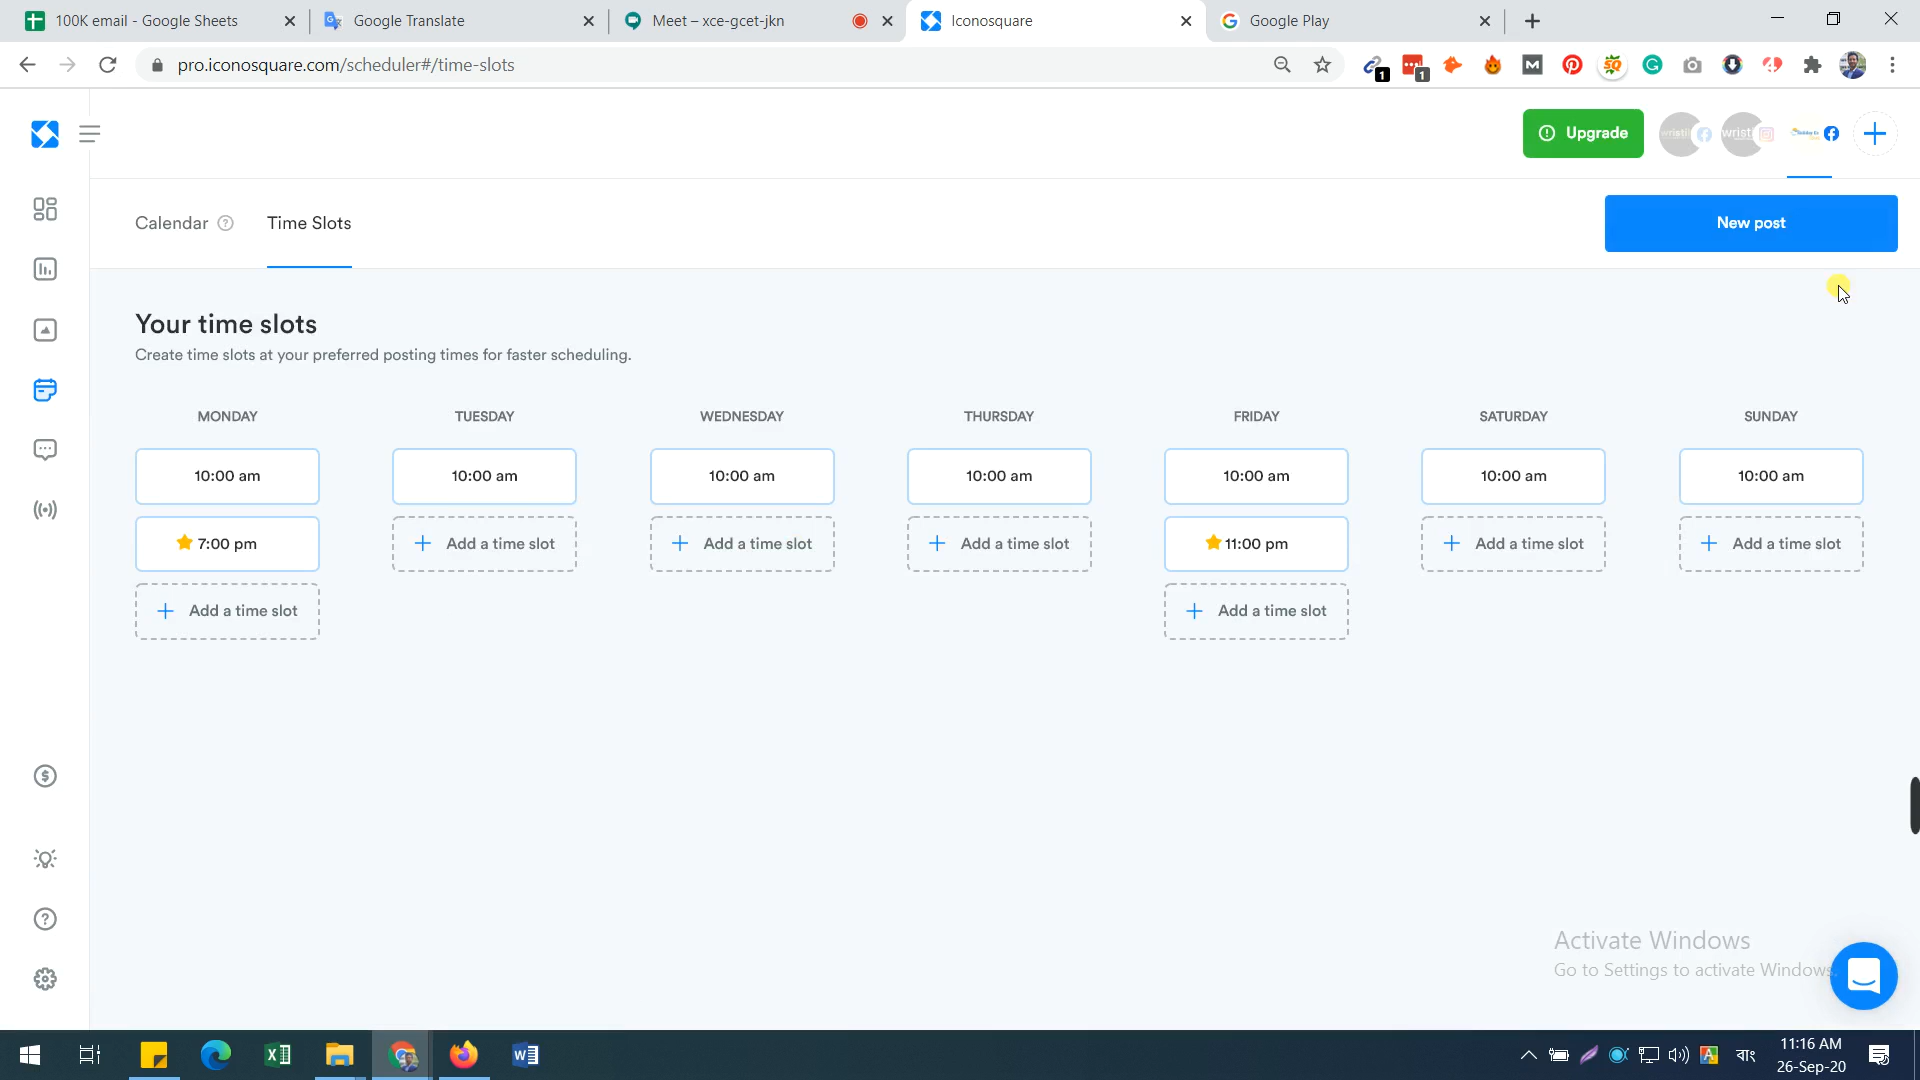 100K email - Google Sheets
Google Translate
Meet – xce-gcet-jkn
Iconosquare
Google Play
pro.iconosquare.com/scheduler#/time-slots
1
1
Upgrade
Calendar
Time Slots
New post
Your time slots
Create time slots at your preferred posting times for faster scheduling.
MONDAY TUESDAY WEDNESDAY THURSDAY FRIDAY SATURDAY SUNDAY
10:00 am 10:00 am 10:00 am 10:00 am 10:00 am 10:00 am 10:00 am
7:00 pm Add a time slot Add a time slot Add a time slot 11:00 pm Add a time slot Add a time slot
Add a time slot Add a time slot
Activate Windows
Go to Settings to activate Windows.
বাং
11:16 AM
26-Sep-20